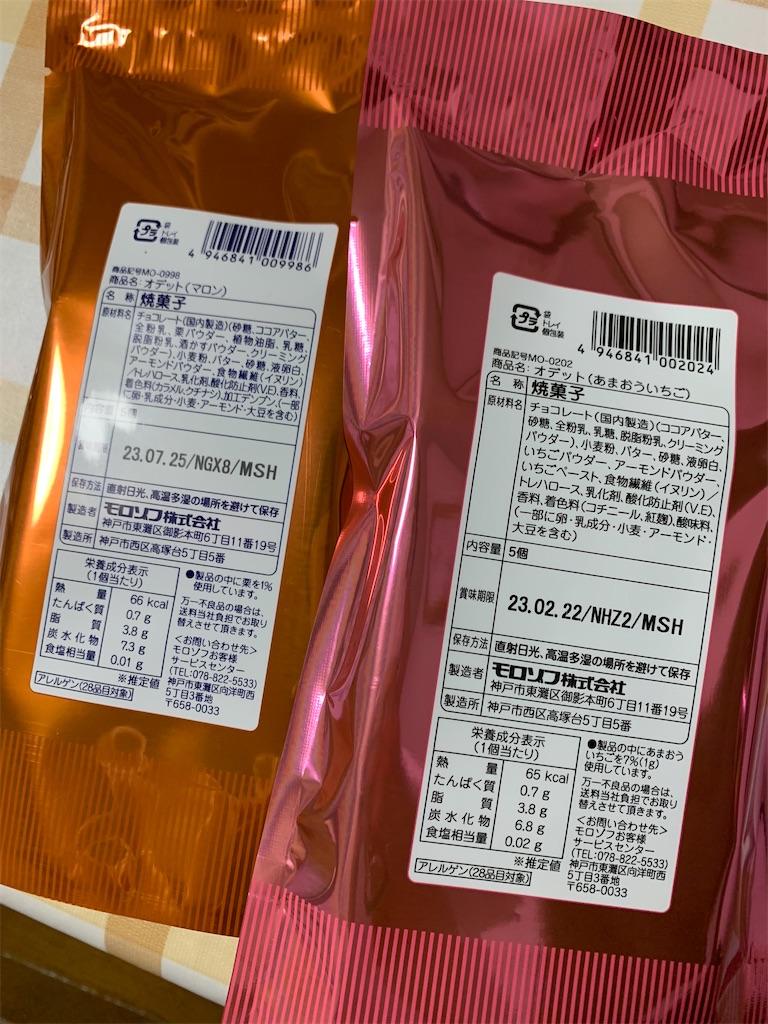 プラ
袋
トレイ
個包装
4 946841 009986
商品記号MO-0998
商品名:オデット(マロン)
名 称 焼菓子
原材料名 チョコレート(国内製造)(砂糖、ココアバター、
全粉乳、栗パウダー、植物油脂、乳糖、
脱脂粉乳、酒かすパウダー、クリーミング
パウダー)、小麦粉、バター、砂糖、液卵白、
アーモンドパウダー、食物繊維(イヌリン)
/トレハロース、乳化剤、酸化防止剤(V.E)、香料、
着色料(カラメル、クチナシ)、加工デンプン、(一部
に卵・乳成分・小麦・アーモンド・大豆を含む)
内容量 5個
賞味期限 23.07.25/NGX8/MSH
保存方法 直射日光、高温多湿の場所を避けて保存
製造者 モロゾフ株式会社
神戸市東灘区御影本町6丁目11番19号
製造所 神戸市西区高塚台5丁目5番
栄養成分表示
(1個当たり)
熱 量 66 kcal
たんぱく質 0.7 g
脂 質 3.8 g
炭水化物 7.3 g
食塩相当量 0.01 g
※推定値
アレルゲン(28品目対象)
●製品の中に栗を1%
使用しています。
万一不良品の場合は、
送料当社負担でお取り
替えさせて頂きます。
<お問い合わせ先>
モロゾフお客様
サービスセンター
(TEL:078-822-5533)
神戸市東灘区向洋町西
5丁目3番地
〒658-0033
プラ
袋
トレイ
個包装
4 946841 002024
商品記号MO-0202
商品名:オデット(あまおういちご)
名 称 焼菓子
原材料名 チョコレート(国内製造)(ココアバター、
砂糖、全粉乳、乳糖、脱脂粉乳、クリーミング
パウダー)、小麦粉、バター、砂糖、液卵白、
いちごパウダー、アーモンドパウダー、
いちごペースト、食物繊維(イヌリン)/
トレハロース、乳化剤、酸化防止剤(V.E)、
香料、着色料(コチニール、紅麹)、酸味料、
(一部に卵・乳成分・小麦・アーモンド・
大豆を含む)
内容量 5個
賞味期限 23.02.22/NHZ2/MSH
保存方法 直射日光、高温多湿の場所を避けて保存
製造者 モロゾフ株式会社
神戸市東灘区御影本町6丁目11番19号
製造所 神戸市西区高塚台5丁目5番
栄養成分表示
(1個当たり)
熱 量 65 kcal
たんぱく質 0.7 g
脂 質 3.8 g
炭水化物 6.8 g
食塩相当量 0.02 g
※推定値
アレルゲン(28品目対象)
●製品の中にあまおう
いちごを7%(1g)
使用しています。
万一不良品の場合は、
送料当社負担でお取り
替えさせて頂きます。
<お問い合わせ先>
モロゾフお客様
サービスセンター
(TEL:078-822-5533)
神戸市東灘区向洋町西
5丁目3番地
〒658-0033